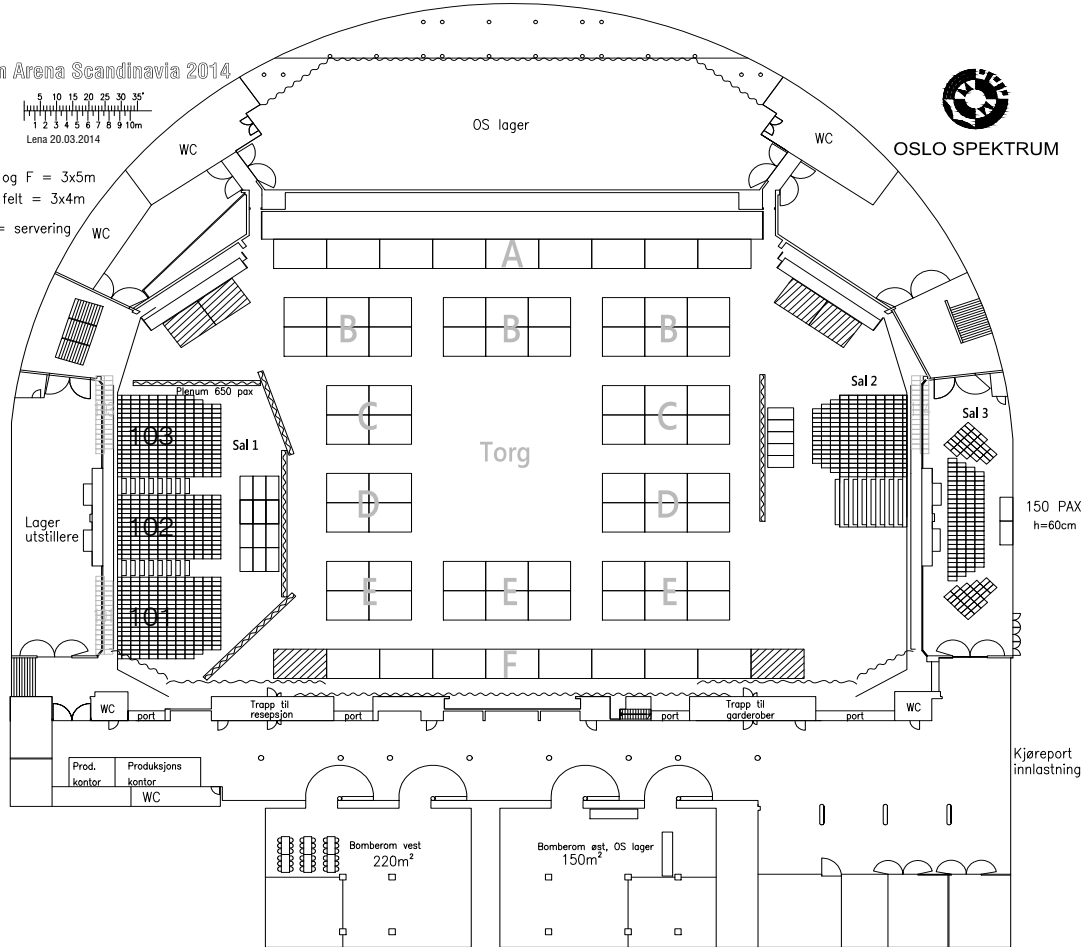 m Arena Scandinavia 2014
5 10 15 20 25 30 35'
1 2 3 4 5 6 7 8 9 10m
Lena 20.03.2014
og F = 3x5m
felt = 3x4m
= servering
OSLO SPEKTRUM
OS lager
WC
WC
WC
A
B
B
B
C
C
Torg
D
D
E
E
E
F
Plenum 650 pax
103
Sal 1
102
101
Lager
utstillere
Sal 2
Sal 3
150 PAX
h=60cm
WC
port
Trapp til
resepsjon
port
port
Trapp til
garderober
port
WC
Prod.
kontor
Produksjons
kontor
WC
Kjøreport
innlastning
Bomberom vest
220m²
Bomberom øst, OS lager
150m²